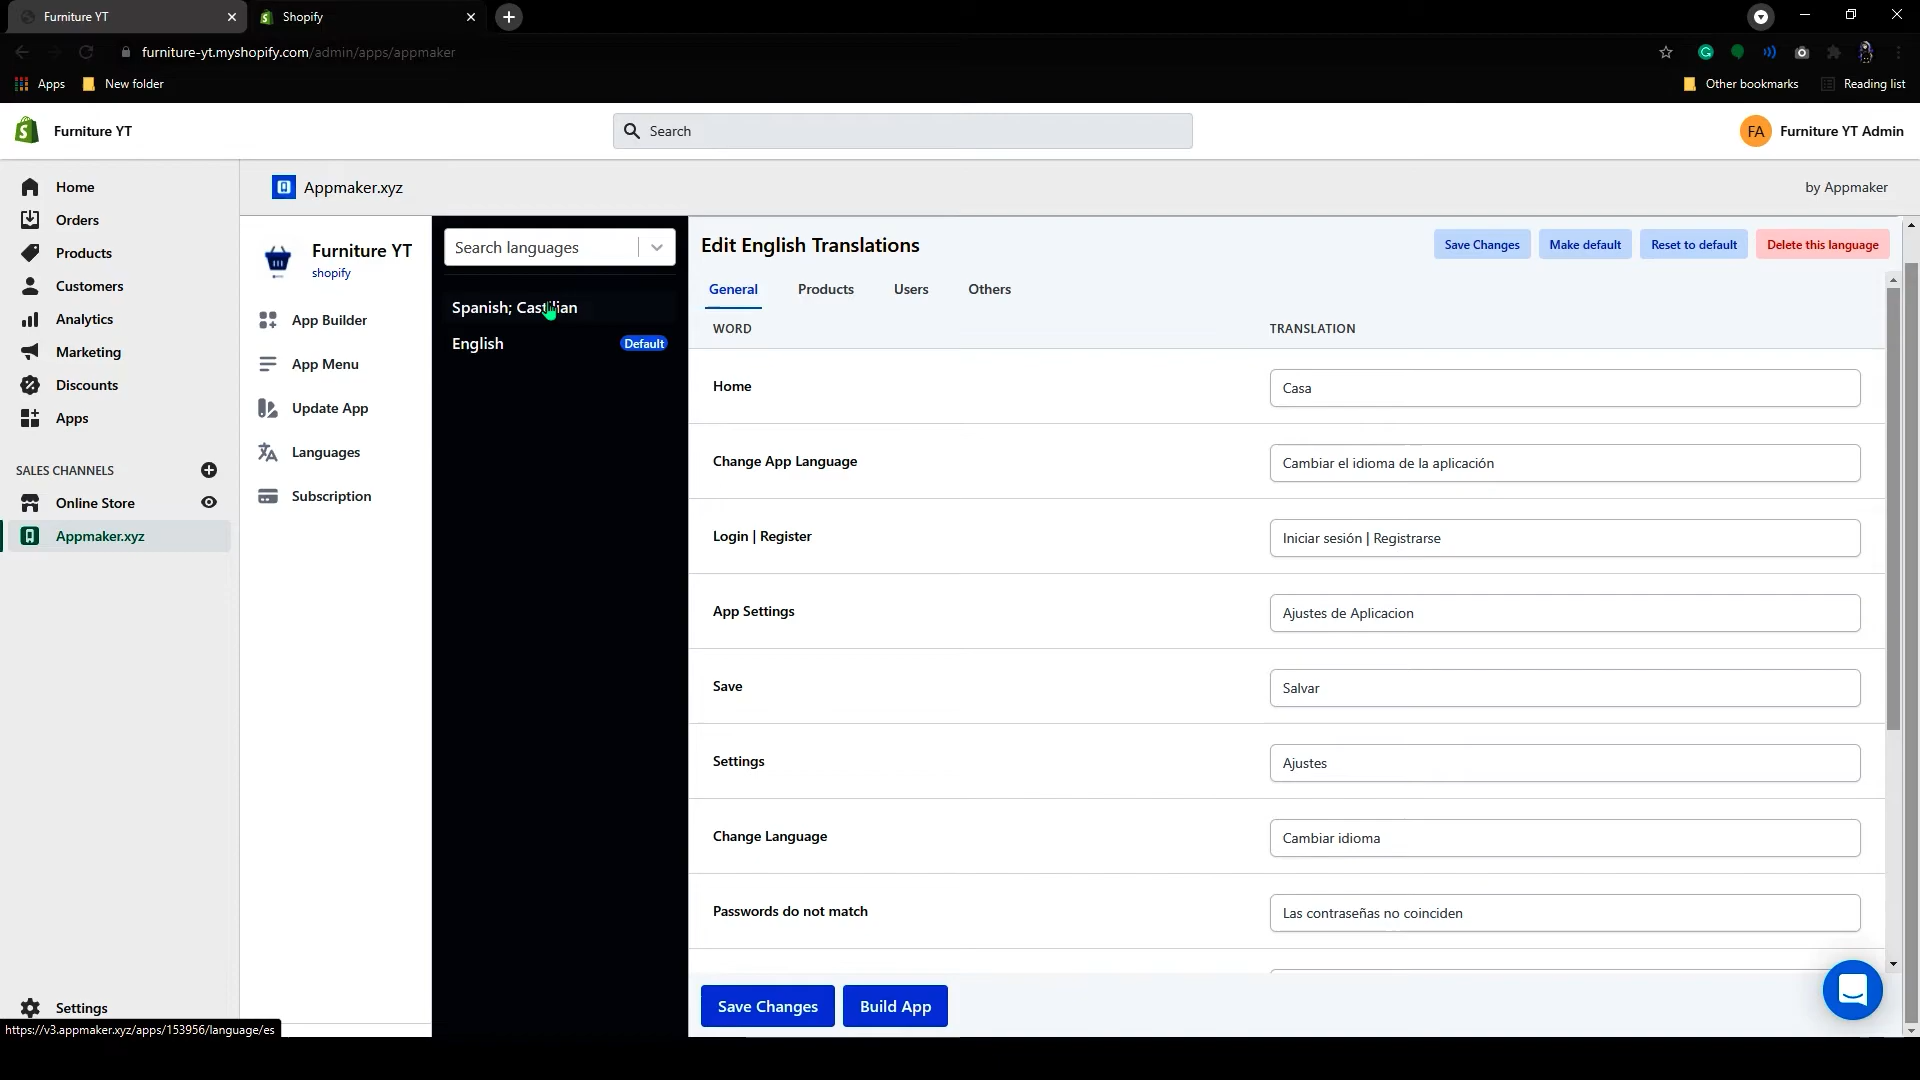 Furniture YT
Shopify
furniture-yt.myshopify.com/admin/apps/appmaker
Apps
New folder
Other bookmarks
Reading list
Furniture YT
Search
FA
Furniture YT Admin
Home
Orders
Products
Customers
Analytics
Marketing
Discounts
Apps
SALES CHANNELS
Online Store
Appmaker.xyz
Settings
https://v3.appmaker.xyz/apps/153956/language/es
Appmaker.xyz
by Appmaker
Furniture YT
shopify
App Builder
App Menu
Update App
Languages
Subscription
Search languages
Spanish; Castilian
English
Default
Edit English Translations
Save Changes
Make default
Reset to default
Delete this language
General
Products
Users
Others
WORD
TRANSLATION
Home
Casa
Change App Language
Cambiar el idioma de la aplicación
Login | Register
Iniciar sesión | Registrarse
App Settings
Ajustes de Aplicacion
Save
Salvar
Settings
Ajustes
Change Language
Cambiar idioma
Passwords do not match
Las contraseñas no coinciden
Save Changes
Build App